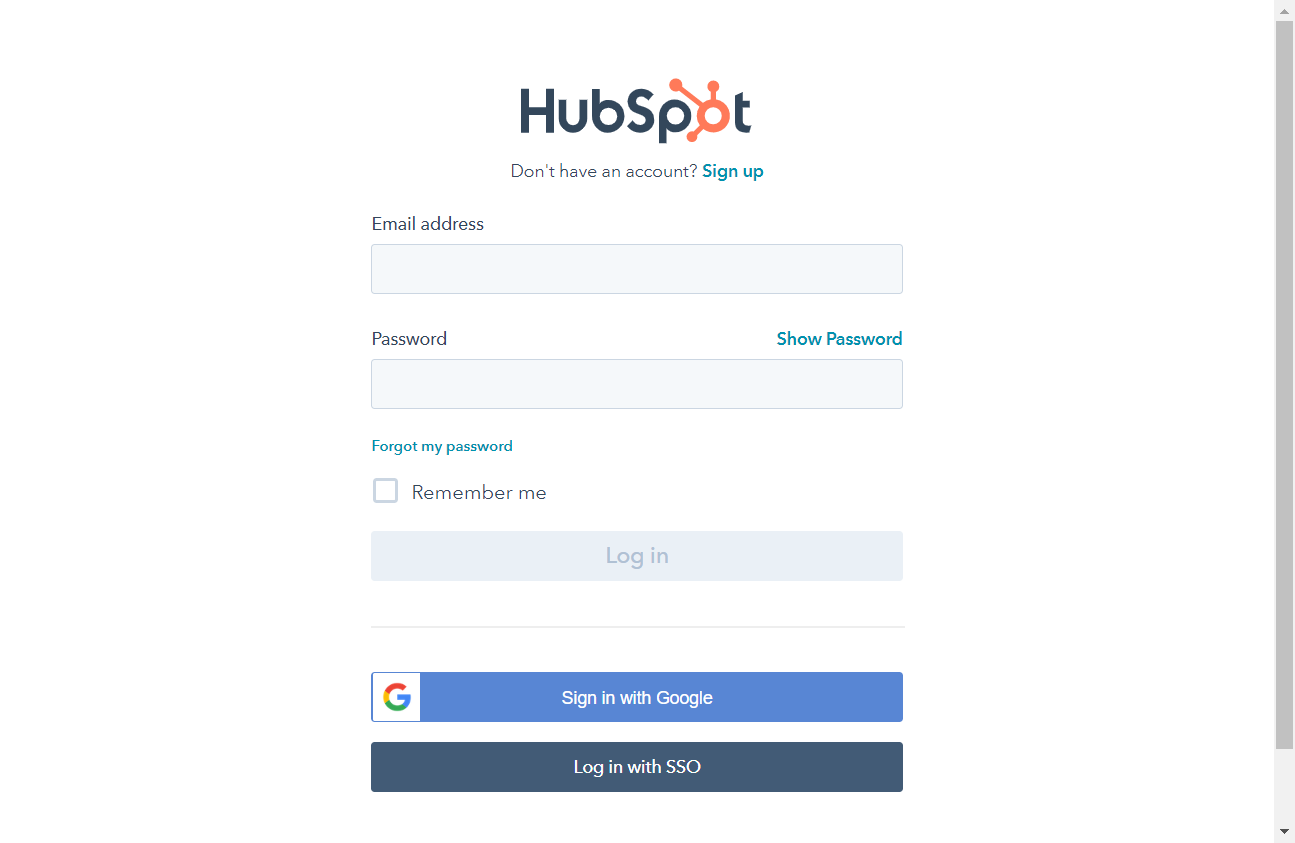 HubSpot
Don't have an account? Sign up
Email address
Password Show Password
Forgot my password
Remember me
Log in
Sign in with Google
Log in with SSO